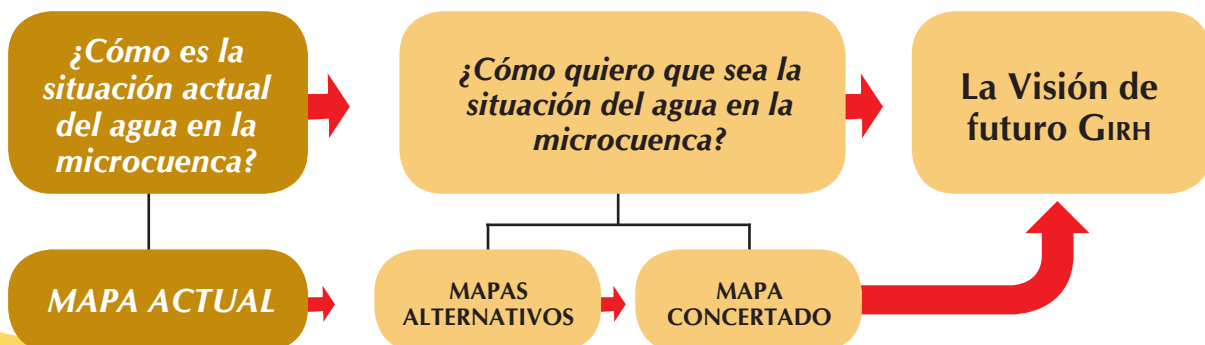 ¿Cómo es la
situación actual
del agua en la
microcuenca?
¿Cómo quiero que sea la
situación del agua en la
microcuenca?
La Visión de
futuro GIRH
MAPA ACTUAL
MAPAS
ALTERNATIVOS
MAPA
CONCERTADO